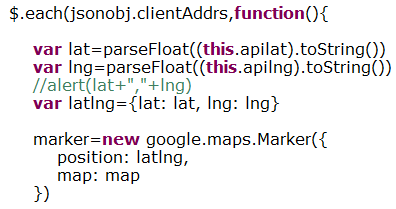 $.each(jsonobj.clientAddrs,function(){
var lat=parseFloat((this.apilat).toString())
var lng=parseFloat((this.apilng).toString())
//alert(lat+","+lng)
var latlng={lat: lat, lng: lng}
marker=new google.maps.Marker({
position: latlng,
map: map
})